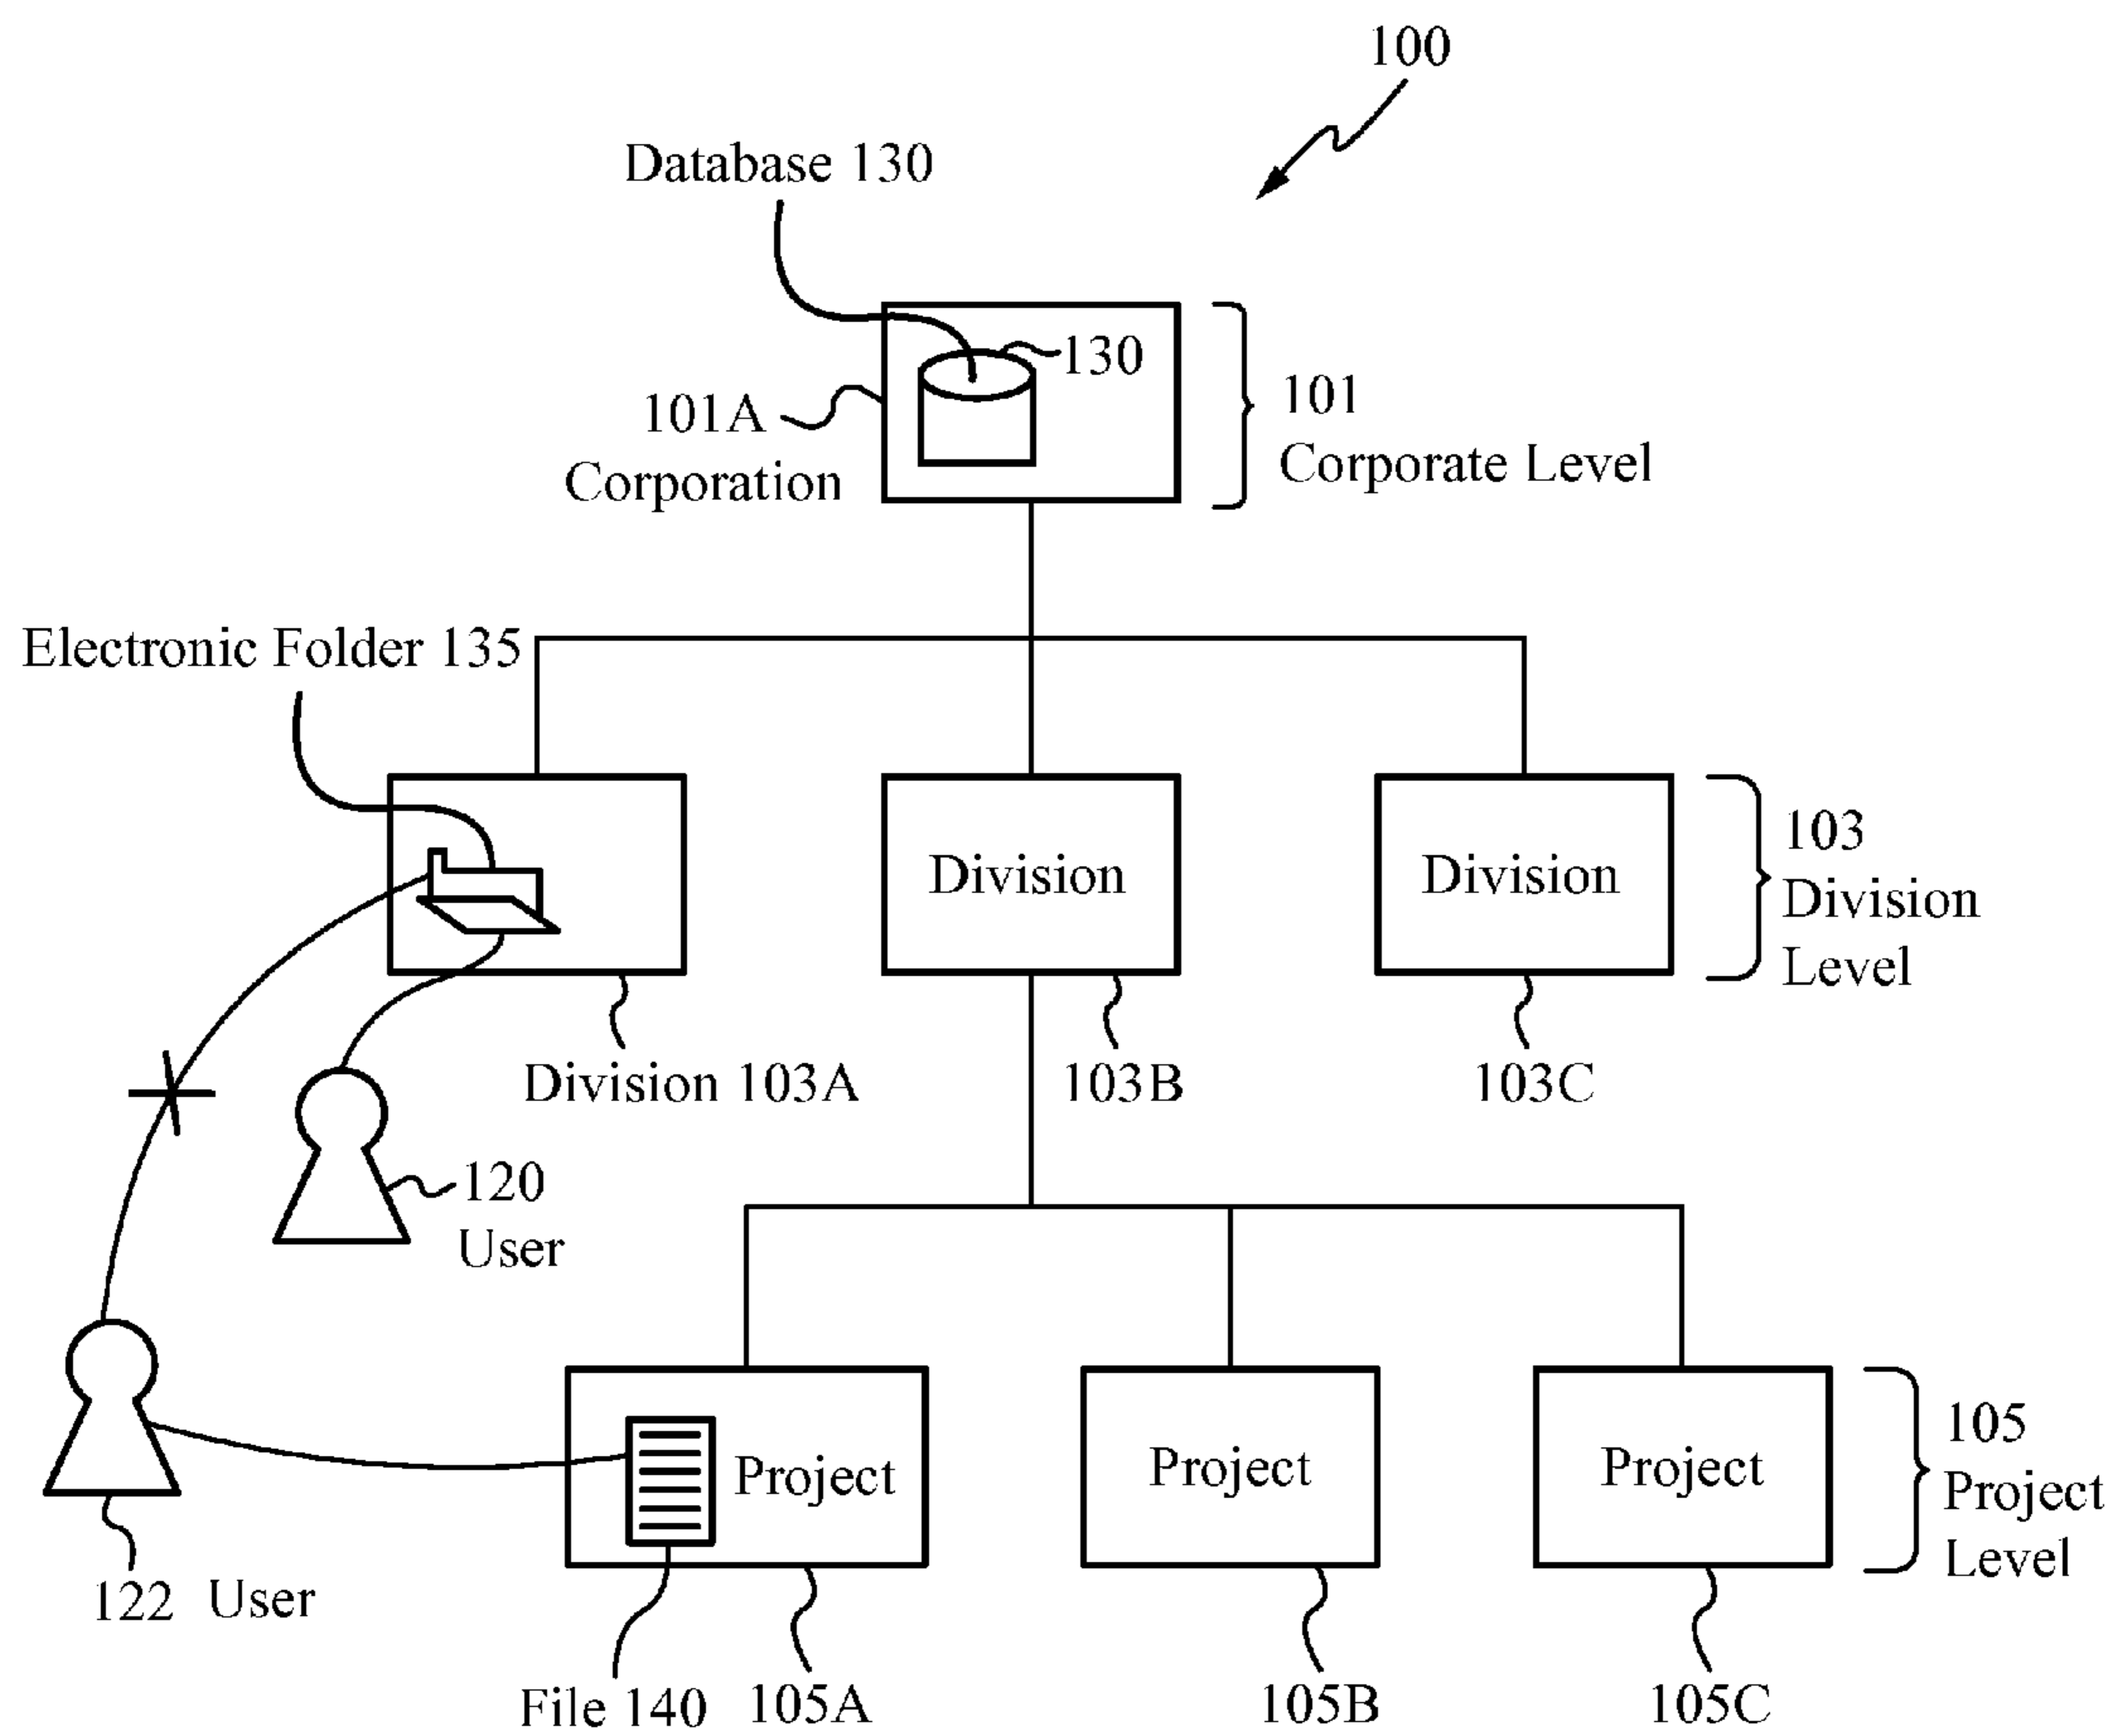 100
Database 130
130
101A
Corporation
101
Corporate Level
Electronic Folder 135
Division
Division
103
Division
Level
Division 103A
103B
103C
120
User
Project
Project
Project
105
Project
Level
122 User
File 140
105A
105B
105C